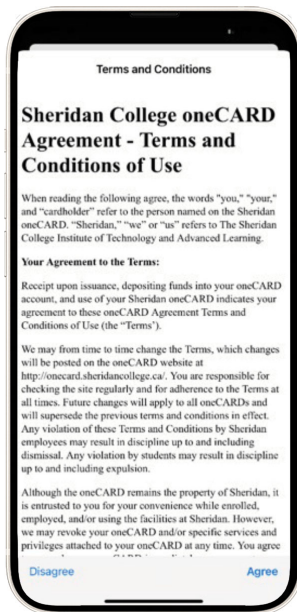 Terms and Conditions
Sheridan College oneCARD
Agreement - Terms and
Conditions of Use
When reading the following agree, the words "you," "your,"
and “cardholder” refer to the person named on the Sheridan
oneCARD. “Sheridan,” “we” or “us” refers to The Sheridan
College Institute of Technology and Advanced Learning.
Your Agreement to the Terms:
Receipt upon issuance, depositing funds into your oneCARD
account, and use of your Sheridan oneCARD indicates your
agreement to these oneCARD Agreement Terms and
Conditions of Use (the “Terms’).
We may from time to time change the Terms, which changes
will be posted on the oneCARD website at
http://onecard.sheridancollege.ca/. You are responsible for
checking the site regularly and for adherence to the Terms at
all times. Future changes will apply to all oneCARDs and
will supersede the previous terms and conditions in effect.
Any violation of these Terms and Conditions by Sheridan
employees may result in discipline up to and including
dismissal. Any violation by students may result in discipline
up to and including expulsion.
Although the oneCARD remains the property of Sheridan, it
is entrusted to you for your convenience while enrolled,
employed, and/or using the facilities at Sheridan. However,
we may revoke your oneCARD and/or specific services and
privileges attached to your oneCARD at any time. You agree
Disagree
Agree